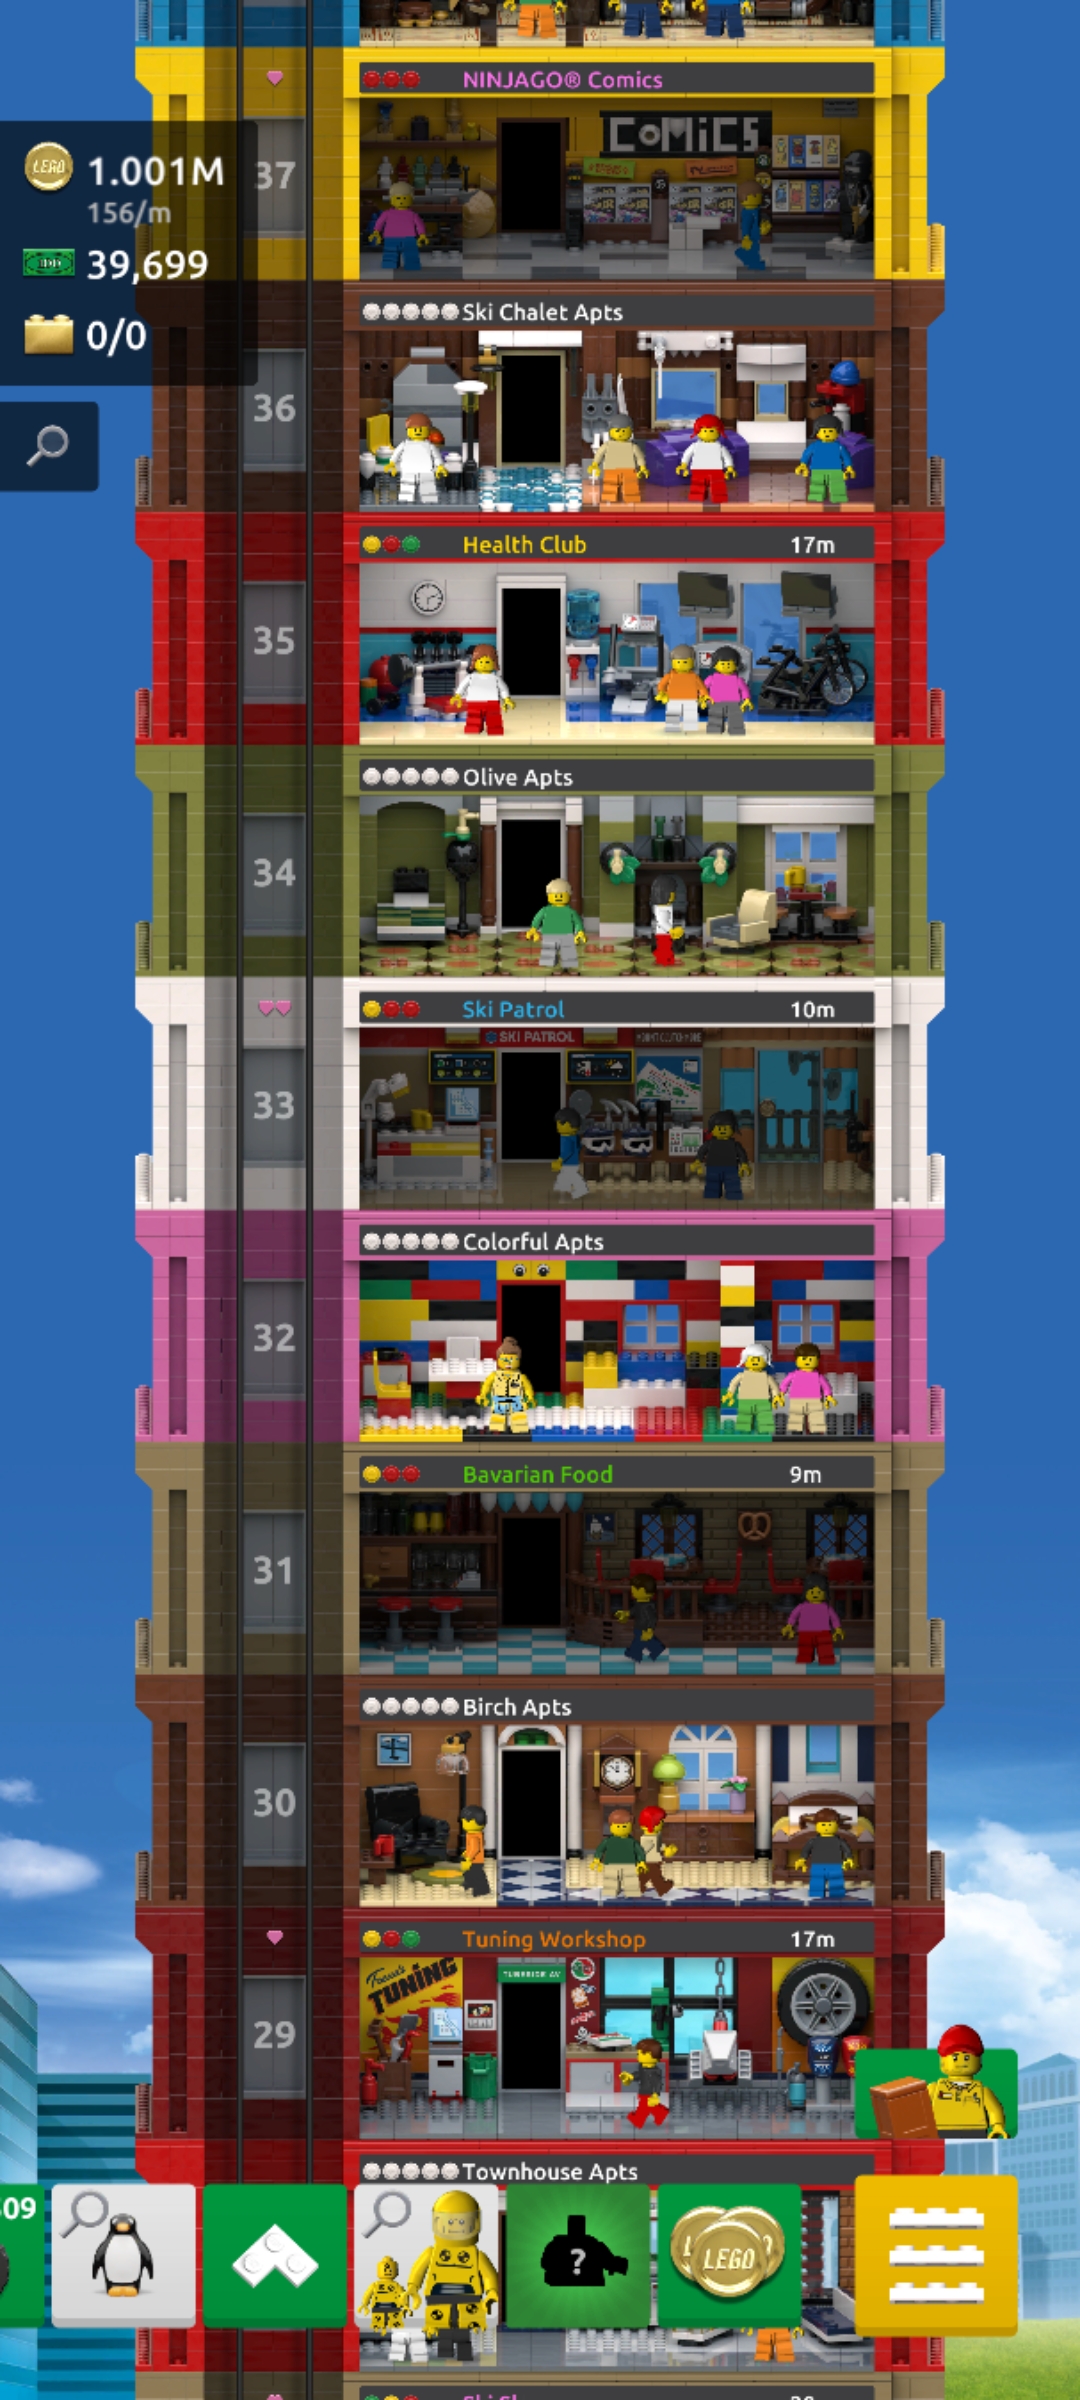 NINJAGO® Comics
COMICS
37
LEGO
1.001M
156/m
39,699
0/0
Ski Chalet Apts
36
Health Club 17m
35
Olive Apts
34
Ski Patrol 10m
SKI PATROL
33
Colorful Apts
32
Bavarian Food 9m
31
Birch Apts
30
Tuning Workshop 17m
TUNING
29
Townhouse Apts
09
?
LEGO